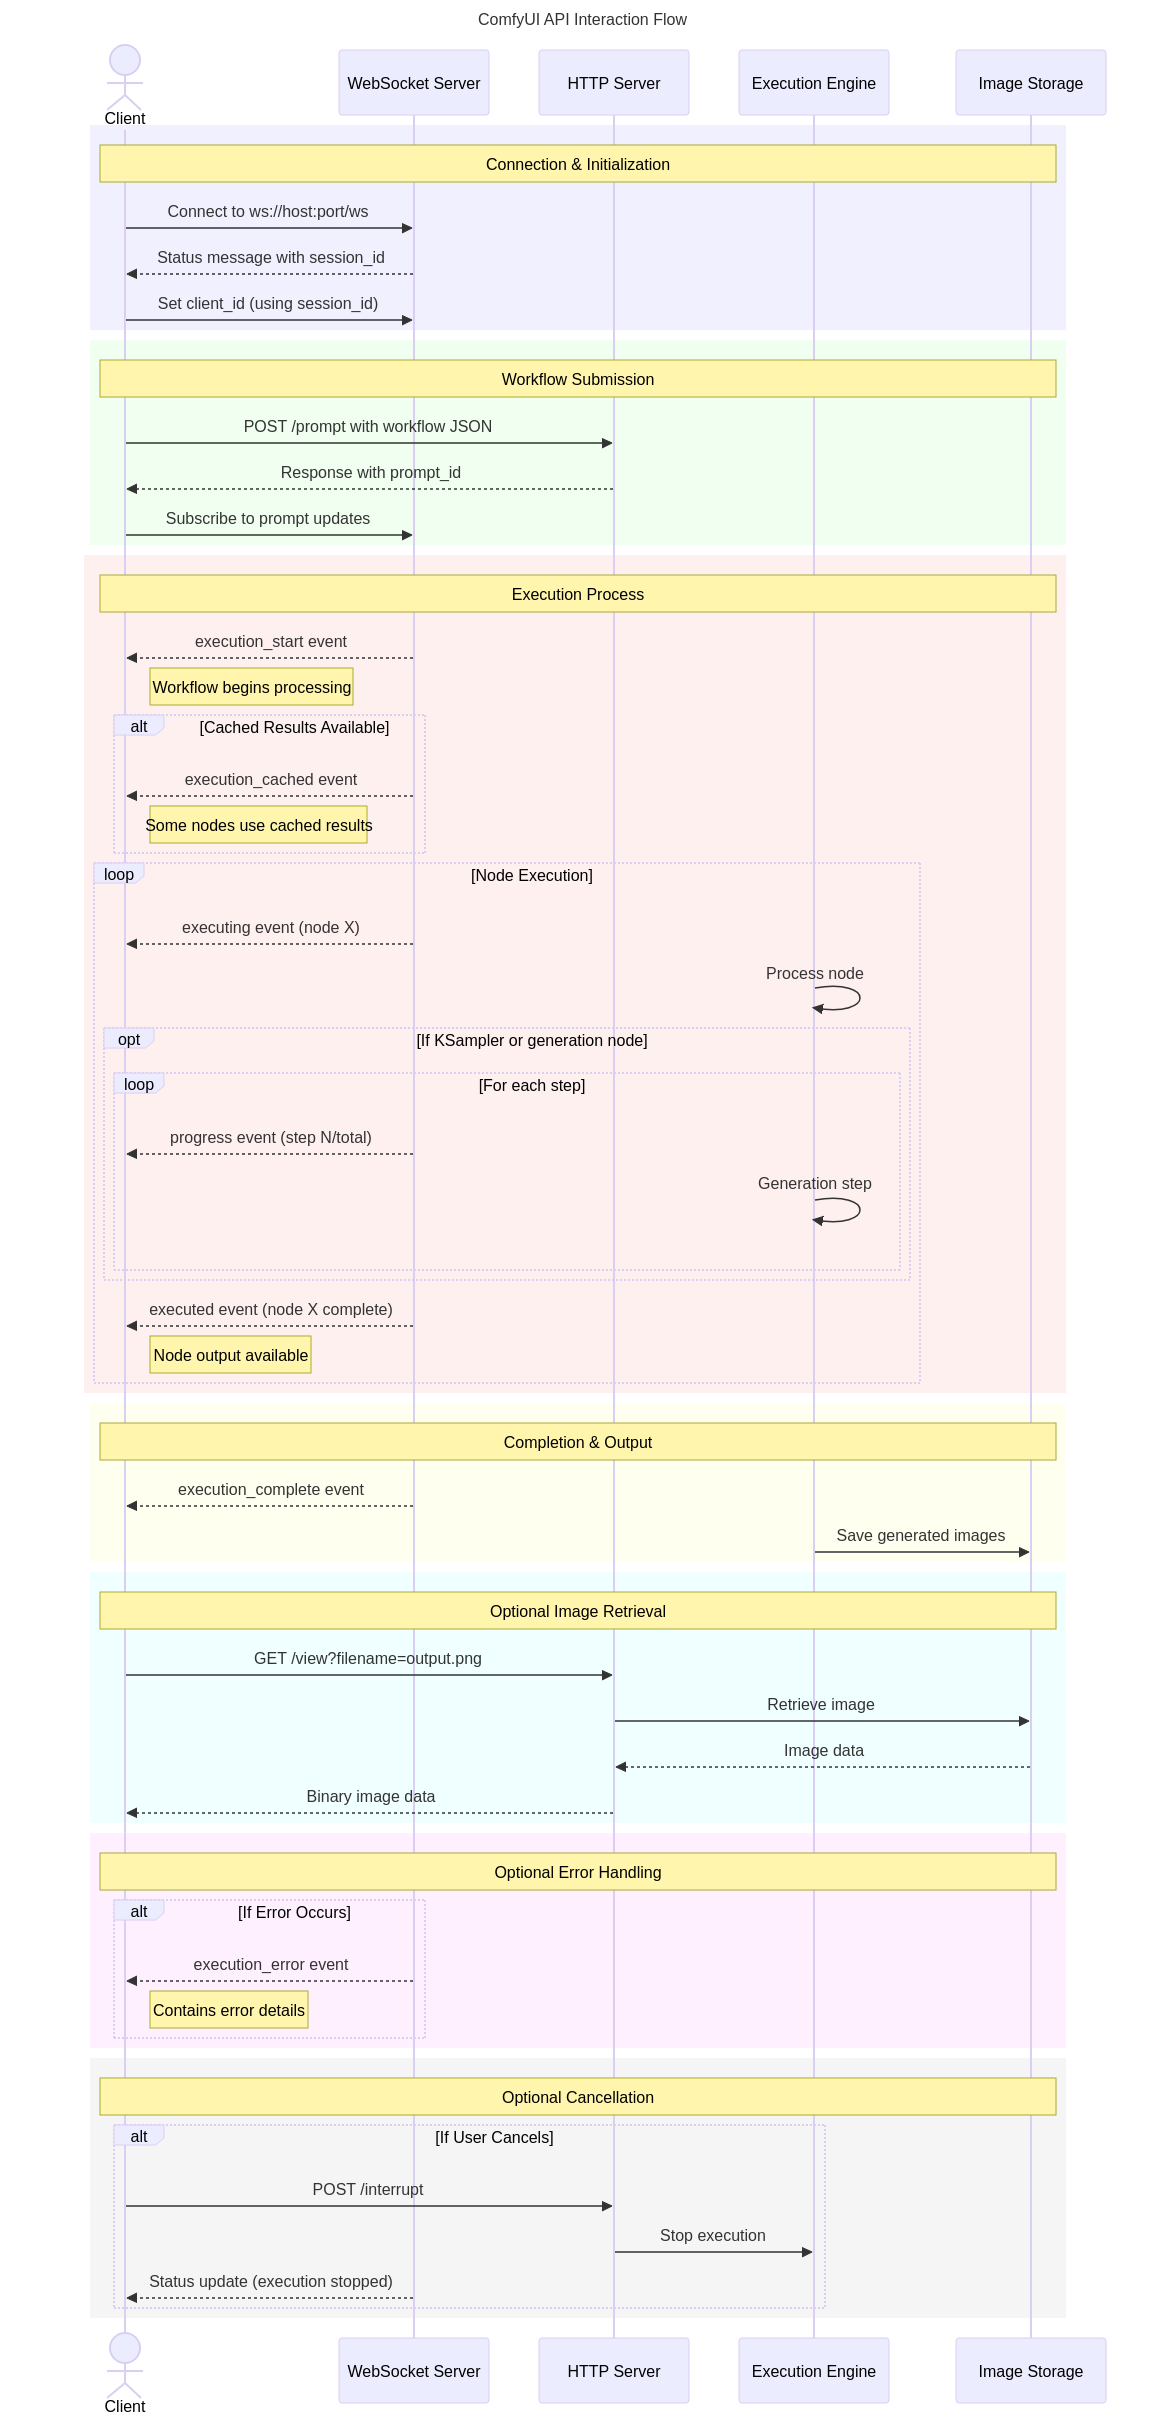 ComfyUI API Interaction Flow
Client
WebSocket Server
HTTP Server
Execution Engine
Image Storage
Connection & Initialization
Connect to ws://host:port/ws
Status message with session_id
Set client_id (using session_id)
Workflow Submission
POST /prompt with workflow JSON
Response with prompt_id
Subscribe to prompt updates
Execution Process
execution_start event
Workflow begins processing
alt
[Cached Results Available]
execution_cached event
Some nodes use cached results
loop
[Node Execution]
executing event (node X)
Process node
opt
[If KSampler or generation node]
loop
[For each step]
progress event (step N/total)
Generation step
executed event (node X complete)
Node output available
Completion & Output
execution_complete event
Save generated images
Optional Image Retrieval
GET /view?filename=output.png
Retrieve image
Image data
Binary image data
Optional Error Handling
alt
[If Error Occurs]
execution_error event
Contains error details
Optional Cancellation
alt
[If User Cancels]
POST /interrupt
Stop execution
Status update (execution stopped)
Client
WebSocket Server
HTTP Server
Execution Engine
Image Storage